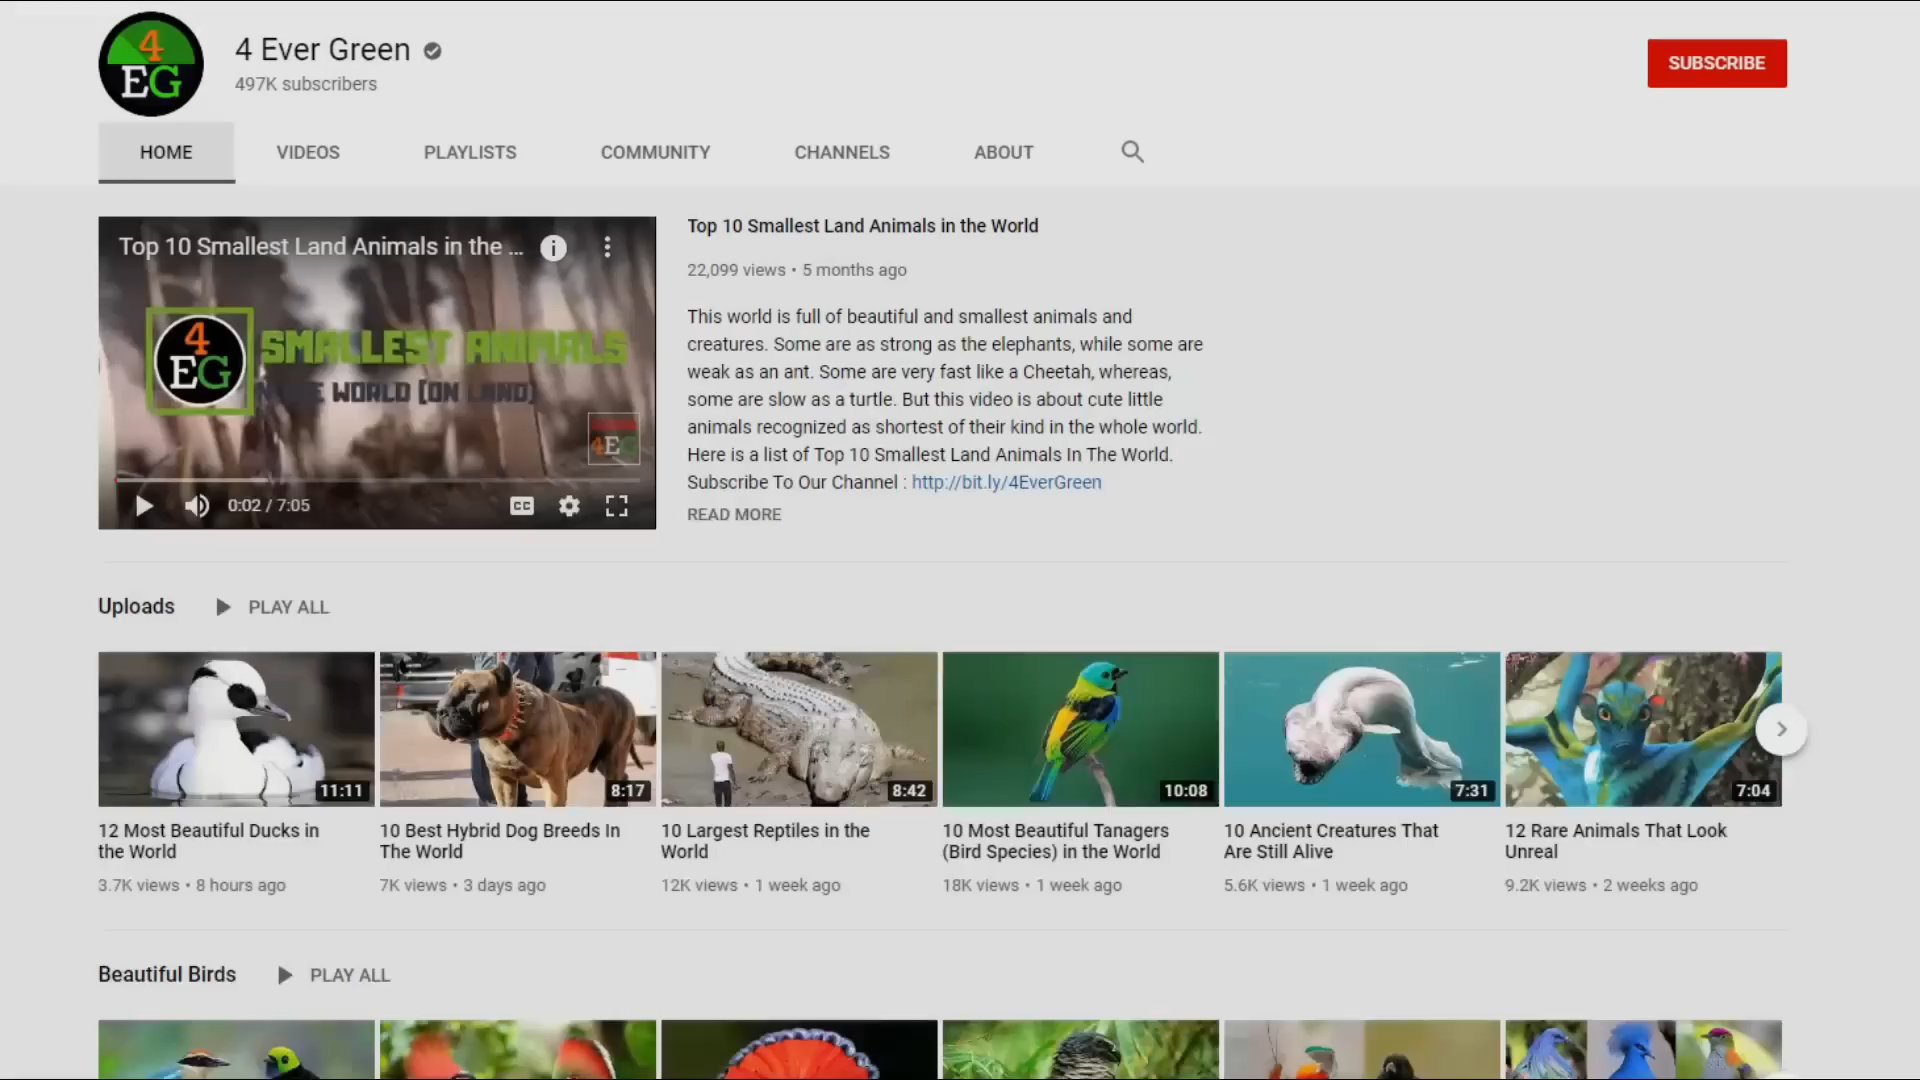 4
EG
4 Ever Green
497K subscribers
SUBSCRIBE
HOME
VIDEOS
PLAYLISTS
COMMUNITY
CHANNELS
ABOUT
Top 10 Smallest Land Animals in the ...
4
EG
SMALLEST ANIMALS
WORLD (ON LAND)
4E
0:02 / 7:05
CC
Top 10 Smallest Land Animals in the World
22,099 views • 5 months ago
This world is full of beautiful and smallest animals and
creatures. Some are as strong as the elephants, while some are
weak as an ant. Some are very fast like a Cheetah, whereas,
some are slow as a turtle. But this video is about cute little
animals recognized as shortest of their kind in the whole world.
Here is a list of Top 10 Smallest Land Animals In The World.
Subscribe To Our Channel : http://bit.ly/4EverGreen
READ MORE
Uploads
PLAY ALL
11:11
12 Most Beautiful Ducks in
the World
3.7K views • 8 hours ago
8:17
10 Best Hybrid Dog Breeds In
The World
7K views • 3 days ago
8:42
10 Largest Reptiles in the
World
12K views • 1 week ago
10:08
10 Most Beautiful Tanagers
(Bird Species) in the World
18K views • 1 week ago
7:31
10 Ancient Creatures That
Are Still Alive
5.6K views • 1 week ago
7:04
12 Rare Animals That Look
Unreal
9.2K views • 2 weeks ago
Beautiful Birds
PLAY ALL